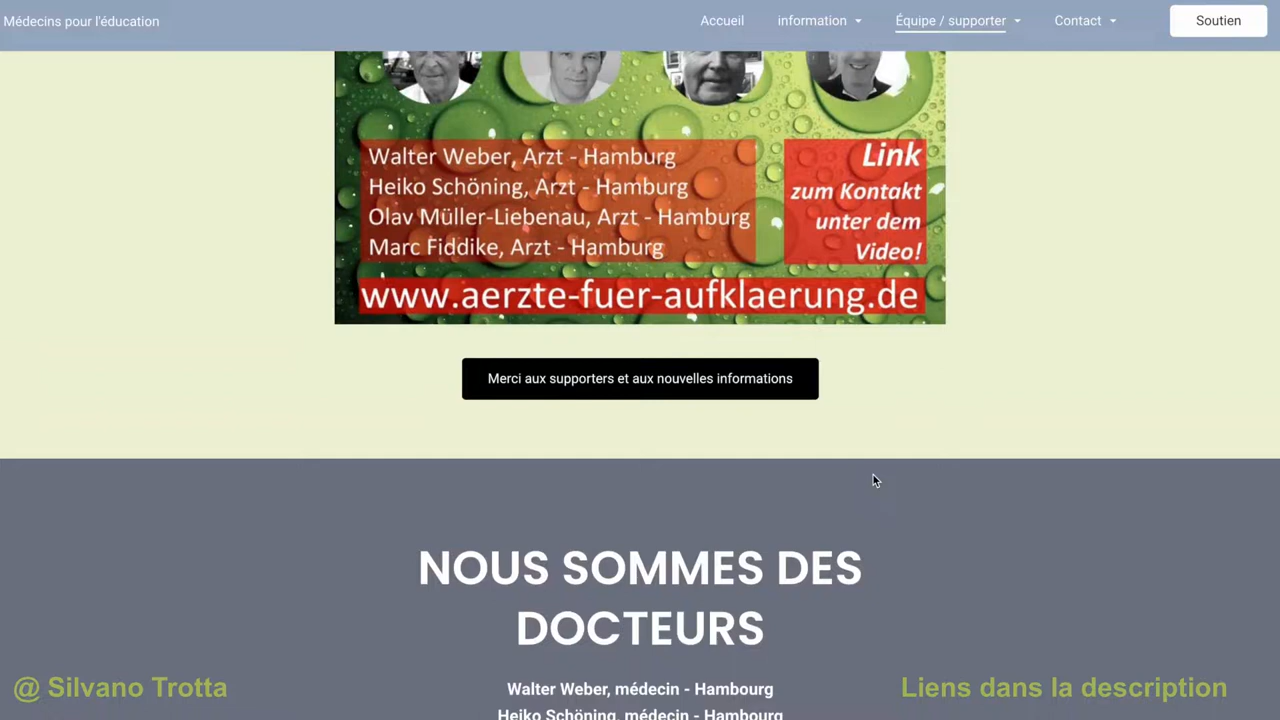 Médecins pour l'éducation
Accueil
information
Équipe / supporter
Contact
Soutien
Walter Weber, Arzt - Hamburg
Heiko Schöning, Arzt - Hamburg
Olav Müller-Liebenau, Arzt - Hamburg
Marc Fiddike, Arzt - Hamburg
Link
zum Kontakt
unter dem
Video!
www.aerzte-fuer-aufklaerung.de
Merci aux supporters et aux nouvelles informations
NOUS SOMMES DES
DOCTEURS
Walter Weber, médecin - Hambourg
Heiko Schöning, médecin - Hambourg
@ Silvano Trotta
Liens dans la description